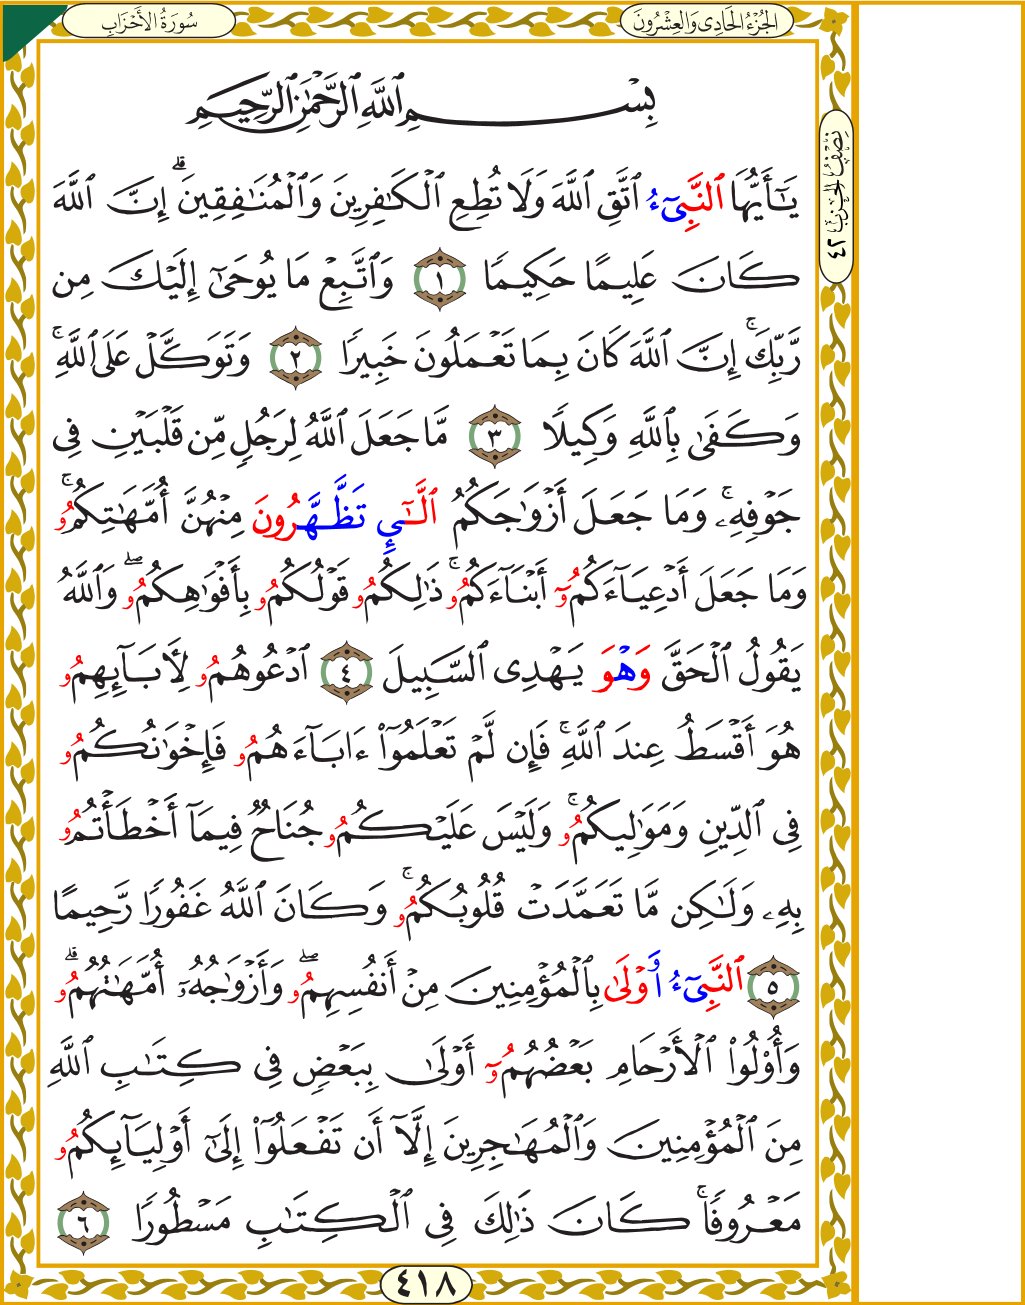 سُورَةُ الأَحْزَابِ
الجُزْءُ الحَادِى وَالعِشْرُونَ
نِصْفُ الحِزْبِ ٤٢
بِسْمِ ٱللَّهِ ٱلرَّحْمَٰنِ ٱلرَّحِيمِ
يَٰٓأَيُّهَا ٱلنَّبِىٓءُ ٱتَّقِ ٱللَّهَ وَلَا تُطِعِ ٱلْكَٰفِرِينَ وَٱلْمُنَٰفِقِينَ ۗ إِنَّ ٱللَّهَ
كَانَ عَلِيمًا حَكِيمًا ١ وَٱتَّبِعْ مَا يُوحَىٰٓ إِلَيْكَ مِن
رَّبِّكَ ۚ إِنَّ ٱللَّهَ كَانَ بِمَا تَعْمَلُونَ خَبِيرًا ٢ وَتَوَكَّلْ عَلَى ٱللَّهِ ۚ
وَكَفَىٰ بِٱللَّهِ وَكِيلًا ٣ مَّا جَعَلَ ٱللَّهُ لِرَجُلٍ مِّن قَلْبَيْنِ فِى
جَوْفِهِۦ ۚ وَمَا جَعَلَ أَزْوَٰجَكُمُ ٱلَّٰٓـِٔى تَظَّهَّرُونَ مِنْهُنَّ أُمَّهَٰتِكُمُۥ ۚ
وَمَا جَعَلَ أَدْعِيَآءَكُمُۥٓ أَبْنَآءَكُمُۥ ۚ ذَٰلِكُمُۥ قَوْلُكُمُۥ بِأَفْوَٰهِكُمُۥ ۖ وَٱللَّهُ
يَقُولُ ٱلْحَقَّ وَهْوَ يَهْدِى ٱلسَّبِيلَ ٤ ٱدْعُوهُمُۥ لِأٓبَآئِهِمُۥ
هُوَ أَقْسَطُ عِندَ ٱللَّهِ ۚ فَإِن لَّمْ تَعْلَمُوٓا۟ ءَابَآءَهُمُۥ فَإِخْوَٰنُكُمُۥ
فِى ٱلدِّينِ وَمَوَٰلِيكُمُۥ ۚ وَلَيْسَ عَلَيْكُمُۥ جُنَاحٌ فِيمَآ أَخْطَأْتُمُۥ
بِهِۦ وَلَٰكِن مَّا تَعَمَّدَتْ قُلُوبُكُمُۥ ۚ وَكَانَ ٱللَّهُ غَفُورًا رَّحِيمًا
٥ ٱلنَّبِىٓءُ أَوْلَىٰ بِٱلْمُؤْمِنِينَ مِنْ أَنفُسِهِمُۥ ۖ وَأَزْوَٰجُهُۥٓ أُمَّهَٰتُهُمُۥ ۗ
وَأُو۟لُوا۟ ٱلْأَرْحَامِ بَعْضُهُمُۥٓ أَوْلَىٰ بِبَعْضٍ فِى كِتَٰبِ ٱللَّهِ
مِنَ ٱلْمُؤْمِنِينَ وَٱلْمُهَٰجِرِينَ إِلَّآ أَن تَفْعَلُوٓا۟ إِلَىٰٓ أَوْلِيَآئِكُمُۥ
مَعْرُوفًا ۚ كَانَ ذَٰلِكَ فِى ٱلْكِتَٰبِ مَسْطُورًا ٦
٤١٨